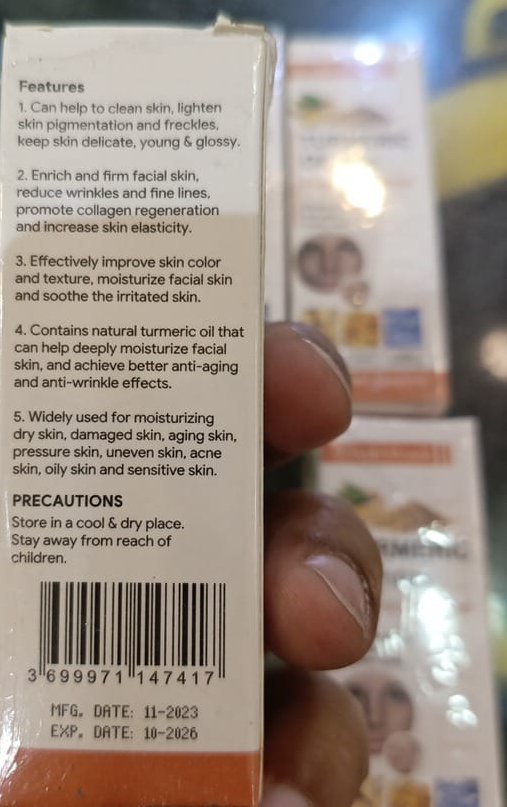 Features
1. Can help to clean skin, lighten
skin pigmentation and freckles,
keep skin delicate, young & glossy.
2. Enrich and firm facial skin,
reduce wrinkles and fine lines,
promote collagen regeneration
and increase skin elasticity.
3. Effectively improve skin color
and texture, moisturize facial skin
and soothe the irritated skin.
4. Contains natural turmeric oil that
can help deeply moisturize facial
skin, and achieve better anti-aging
and anti-wrinkle effects.
5. Widely used for moisturizing
dry skin, damaged skin, aging skin,
pressure skin, uneven skin, acne
skin, oily skin and sensitive skin.
PRECAUTIONS
Store in a cool & dry place.
Stay away from reach of
children.
3 699971 147417
MFG. DATE: 11-2023
EXP. DATE: 10-2026